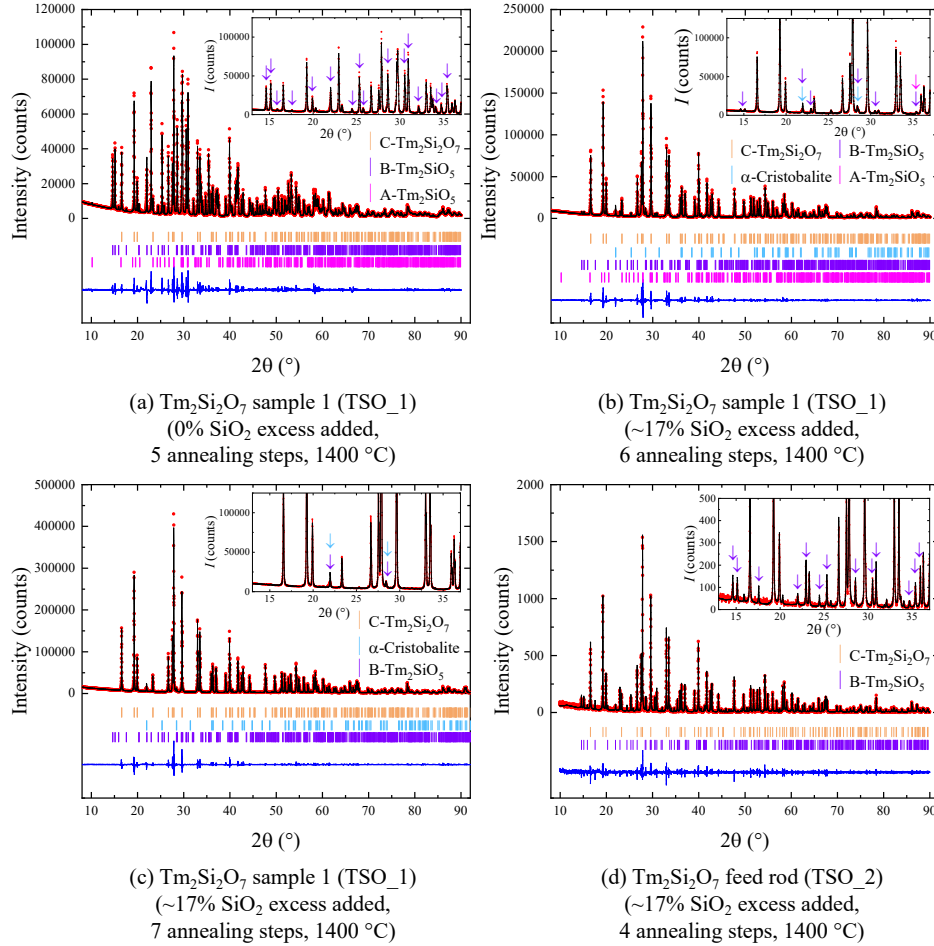 120000
100000
80000
60000
40000
20000
0
Intensity (counts)
10 20 30 40 50 60 70 80 90
2θ (°)
I (counts)
100000
50000
0
15 20 25 30 35
2θ (°)
C-Tm₂Si₂O₇
B-Tm₂SiO₅
A-Tm₂SiO₅
(a) Tm₂Si₂O₇ sample 1 (TSO_1)
(0% SiO₂ excess added,
5 annealing steps, 1400 °C)
250000
200000
150000
100000
50000
0
Intensity (counts)
10 20 30 40 50 60 70 80 90
2θ (°)
I (counts)
100000
50000
0
15 20 25 30 35
2θ (°)
C-Tm₂Si₂O₇ B-Tm₂SiO₅
α-Cristobalite A-Tm₂SiO₅
(b) Tm₂Si₂O₇ sample 1 (TSO_1)
(~17% SiO₂ excess added,
6 annealing steps, 1400 °C)
500000
400000
300000
200000
100000
0
Intensity (counts)
10 20 30 40 50 60 70 80 90
2θ (°)
I (counts)
100000
50000
0
15 20 25 30 35
2θ (°)
C-Tm₂Si₂O₇
α-Cristobalite
B-Tm₂SiO₅
(c) Tm₂Si₂O₇ sample 1 (TSO_1)
(~17% SiO₂ excess added,
7 annealing steps, 1400 °C)
2000
1500
1000
500
0
Intensity (counts)
10 20 30 40 50 60 70 80 90
2θ (°)
I (counts)
500
400
300
200
100
0
15 20 25 30 35
2θ (°)
C-Tm₂Si₂O₇
B-Tm₂SiO₅
(d) Tm₂Si₂O₇ feed rod (TSO_2)
(~17% SiO₂ excess added,
4 annealing steps, 1400 °C)